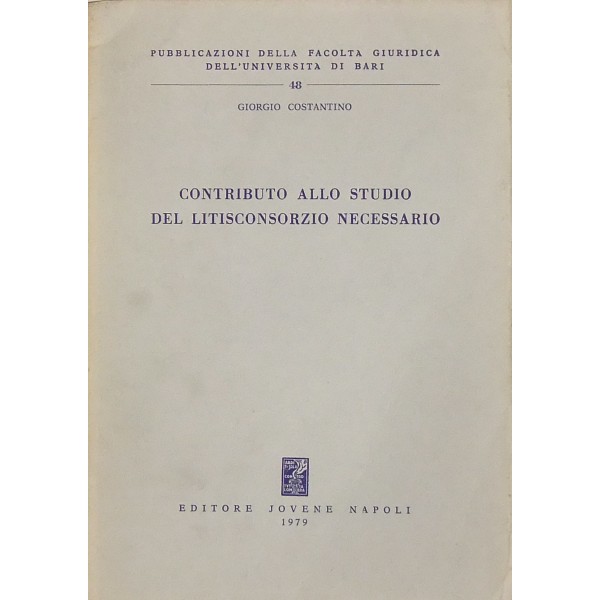 PUBBLICAZIONI DELLA FACOLTA GIURIDICA
DELL'UNIVERSITA DI BARI
48
GIORGIO COSTANTINO
CONTRIBUTO ALLO STUDIO
DEL LITISCONSORZIO NECESSARIO
EDITORE JOVENE NAPOLI
1979